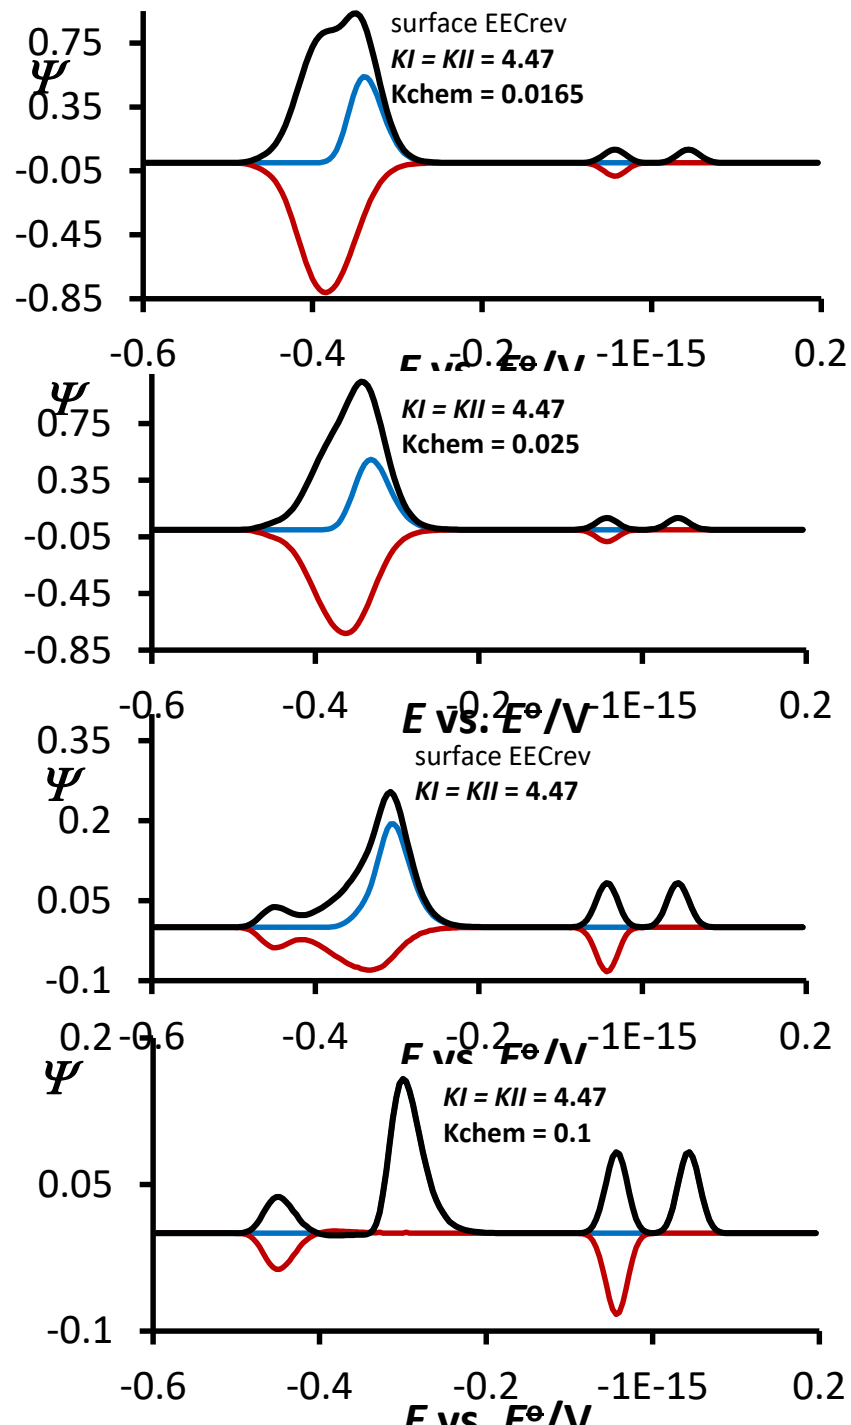 surface EECrev
KI = KII = 4.47
Kchem = 0.0165
Ψ
0.75
0.35
-0.05
-0.45
-0.85
-0.6 -0.4 -0.2 -1E-15 0.2
E vs. E⊖/V
KI = KII = 4.47
Kchem = 0.025
Ψ
0.75
0.35
-0.05
-0.45
-0.85
-0.6 -0.4 -0.2 -1E-15 0.2
E vs. E⊖/V
surface EECrev
KI = KII = 4.47
Ψ
0.35
0.2
0.05
-0.1
-0.6 -0.4 -0.2 -1E-15 0.2
E vs. E⊖/V
KI = KII = 4.47
Kchem = 0.1
Ψ
0.2
0.05
-0.1
-0.6 -0.4 -0.2 -1E-15 0.2
E vs. E⊖/V